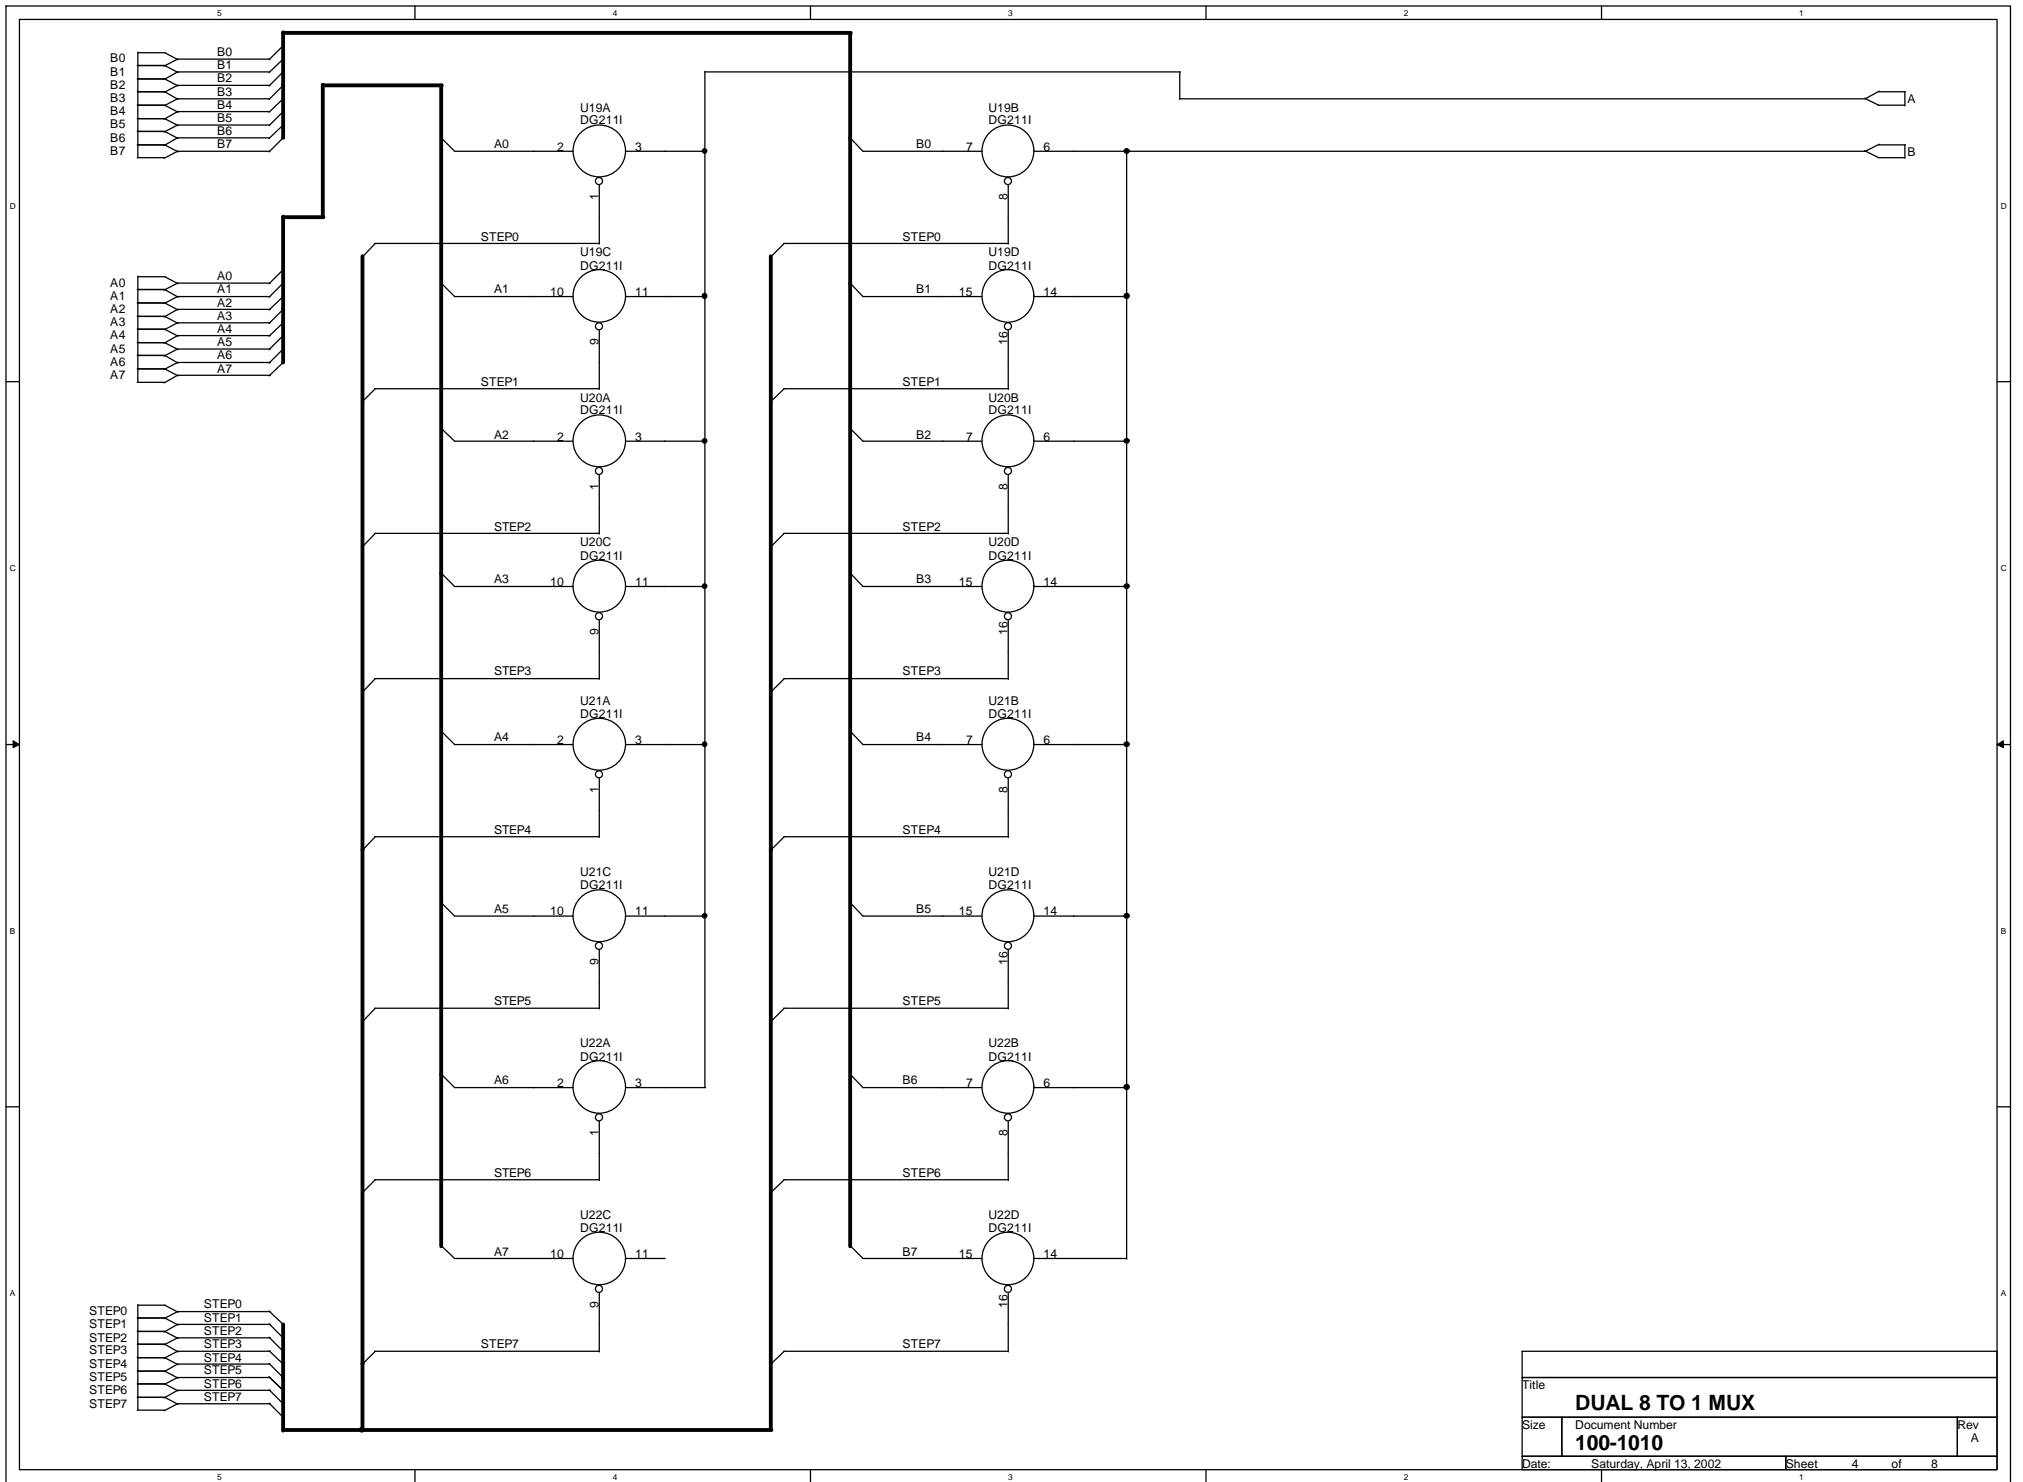 5 4 3 2 1
B0 B0
B1 B1
B2 B2
B3 B3
B4 B4
B5 B5
B6 B6
B7 B7
A
B
U19A
DG211I
A0 2 3
1
STEP0
U19B
DG211I
B0 7 6
8
STEP0
D D
A0 A0
A1 A1
A2 A2
A3 A3
A4 A4
A5 A5
A6 A6
A7 A7
U19C
DG211I
A1 10 11
9
STEP1
U19D
DG211I
B1 15 14
16
STEP1
U20A
DG211I
A2 2 3
1
STEP2
U20B
DG211I
B2 7 6
8
STEP2
C C
U20C
DG211I
A3 10 11
9
STEP3
U20D
DG211I
B3 15 14
16
STEP3
U21A
DG211I
A4 2 3
1
STEP4
U21B
DG211I
B4 7 6
8
STEP4
U21C
DG211I
A5 10 11
9
STEP5
U21D
DG211I
B5 15 14
16
STEP5
B B
U22A
DG211I
A6 2 3
1
STEP6
U22B
DG211I
B6 7 6
8
STEP6
U22C
DG211I
A7 10 11
9
STEP7
U22D
DG211I
B7 15 14
16
STEP7
A A
STEP0 STEP0
STEP1 STEP1
STEP2 STEP2
STEP3 STEP3
STEP4 STEP4
STEP5 STEP5
STEP6 STEP6
STEP7 STEP7
Title
DUAL 8 TO 1 MUX
Size Document Number Rev
100-1010 A
Date: Saturday, April 13, 2002 Sheet 4 of 8
5 4 3 2 1